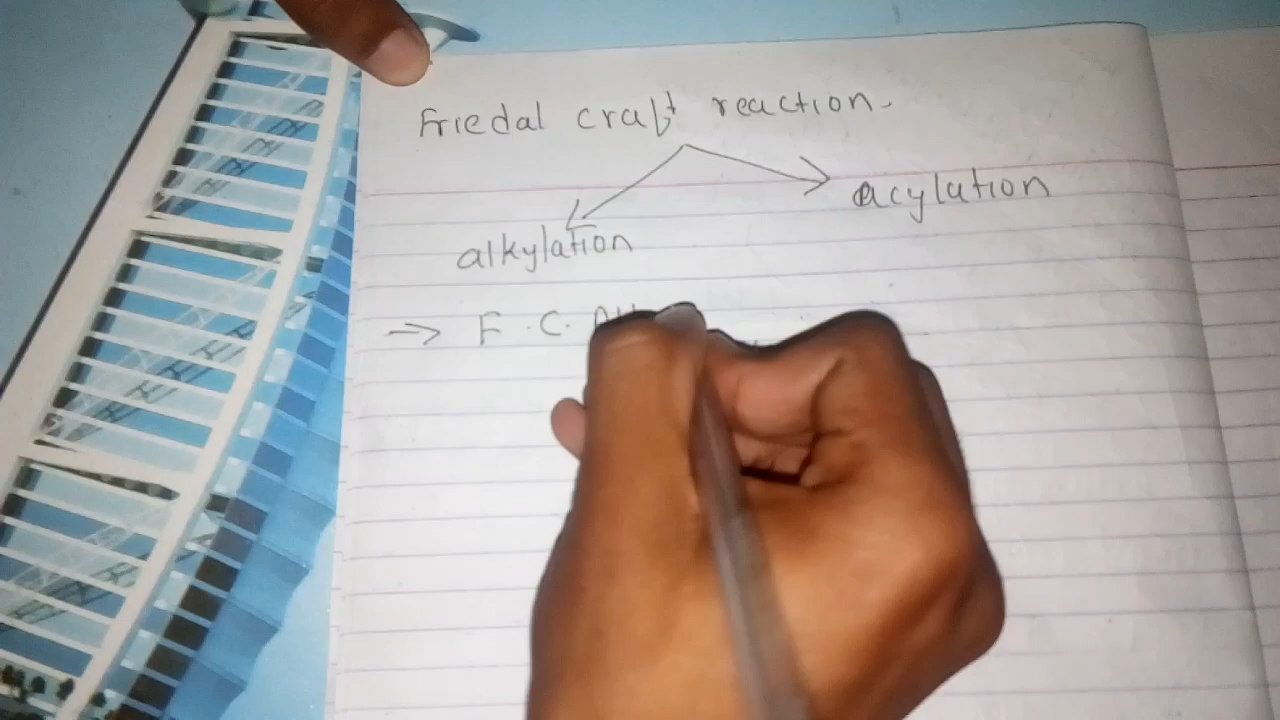 Friedal craft reaction.
acylation
alkylation
→ F.C.